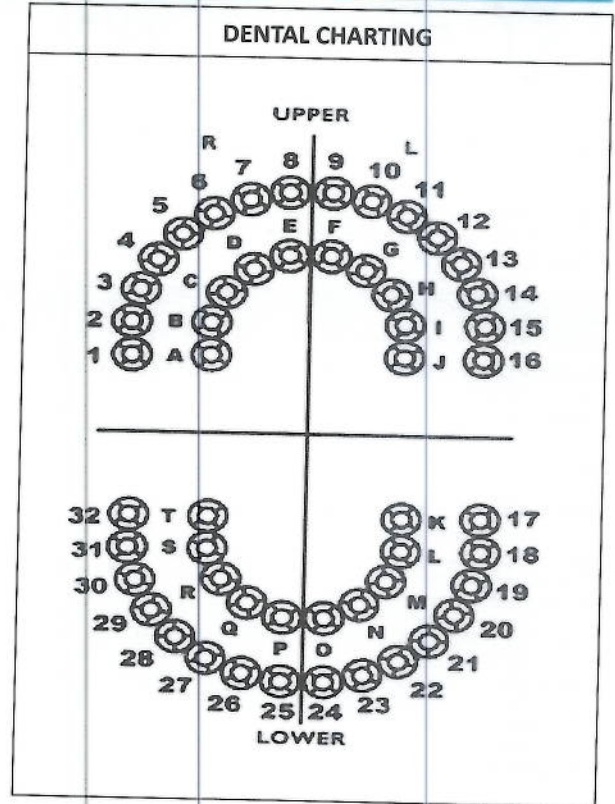 DENTAL CHARTING
UPPER
R L
8 9
7 10
6 11
5 E F 12
4 D G 13
3 C H 14
2 B I 15
1 A J 16
32 T K 17
31 S L 18
30 R M 19
29 Q N 20
28 P O 21
27 22
26 23
25 24
LOWER